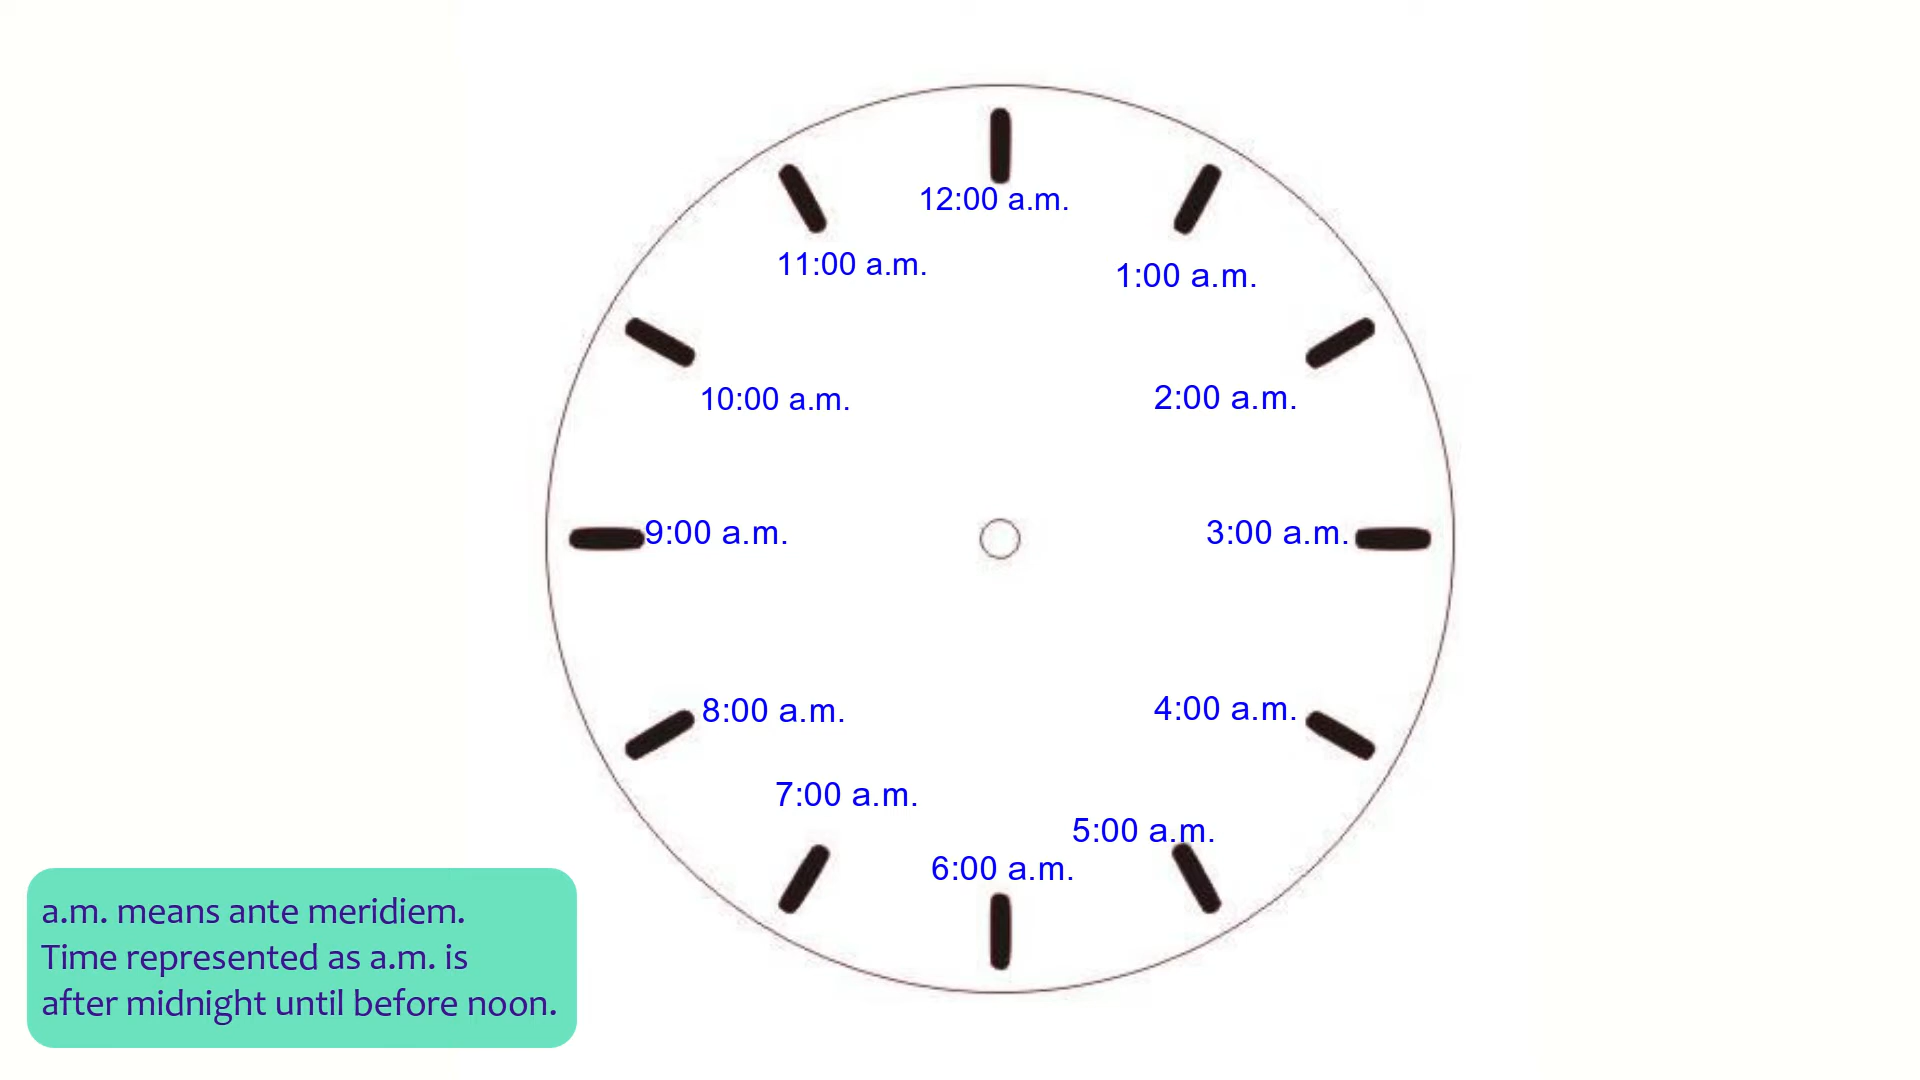 12:00 a.m.
11:00 a.m.
1:00 a.m.
10:00 a.m.
2:00 a.m.
9:00 a.m.
3:00 a.m.
8:00 a.m.
4:00 a.m.
7:00 a.m.
5:00 a.m.
6:00 a.m.
a.m. means ante meridiem.
Time represented as a.m. is
after midnight until before noon.